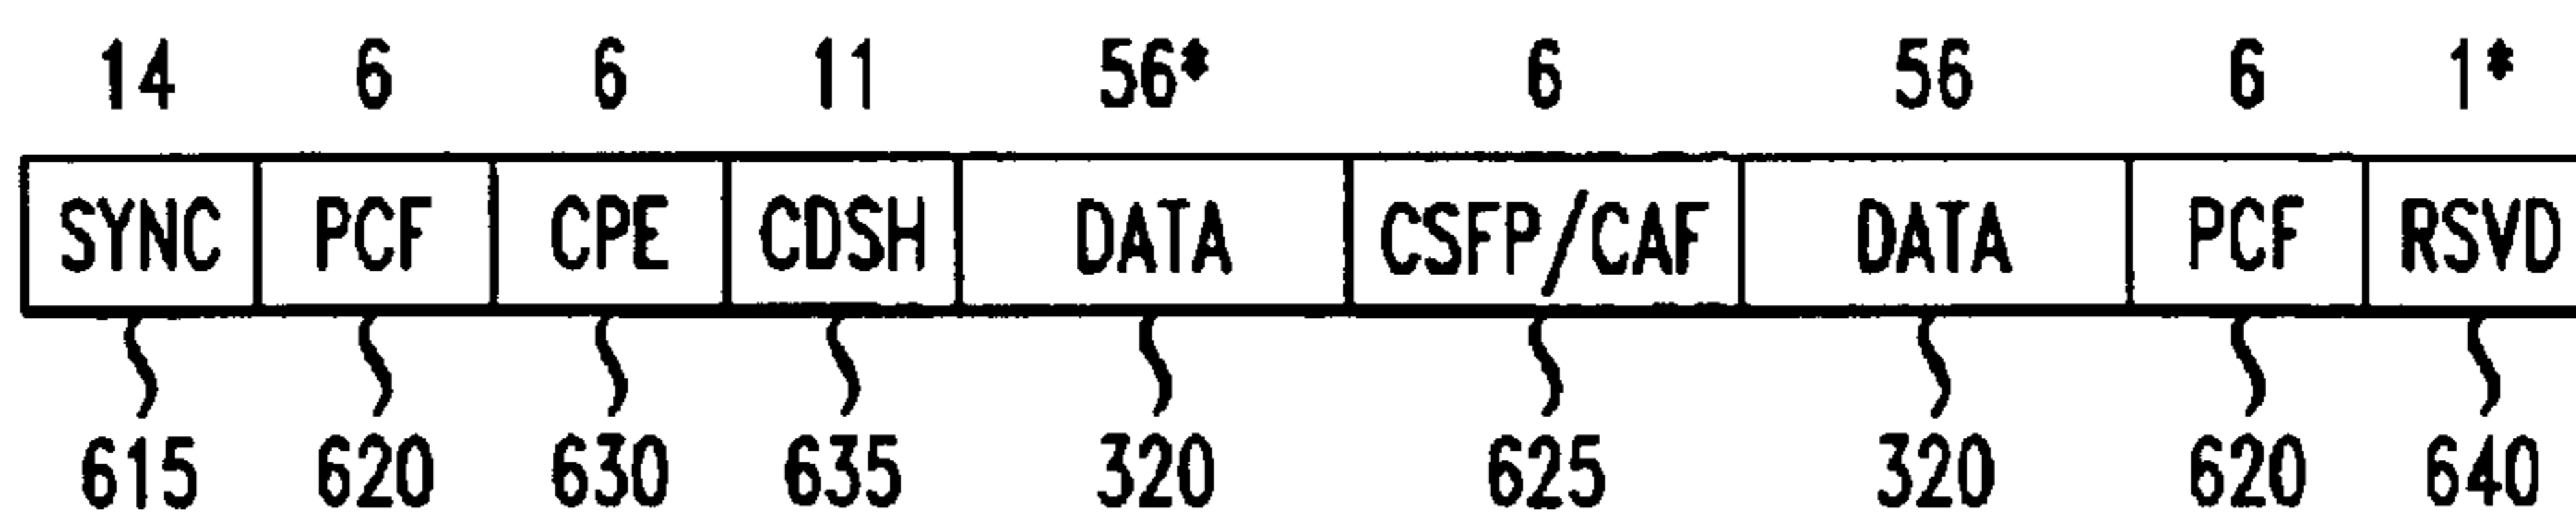 14 6 6 11 56* 6 56 6 1*
SYNC PCF CPE CDSH DATA CSFP/CAF DATA PCF RSVD
615 620 630 635 320 625 320 620 640